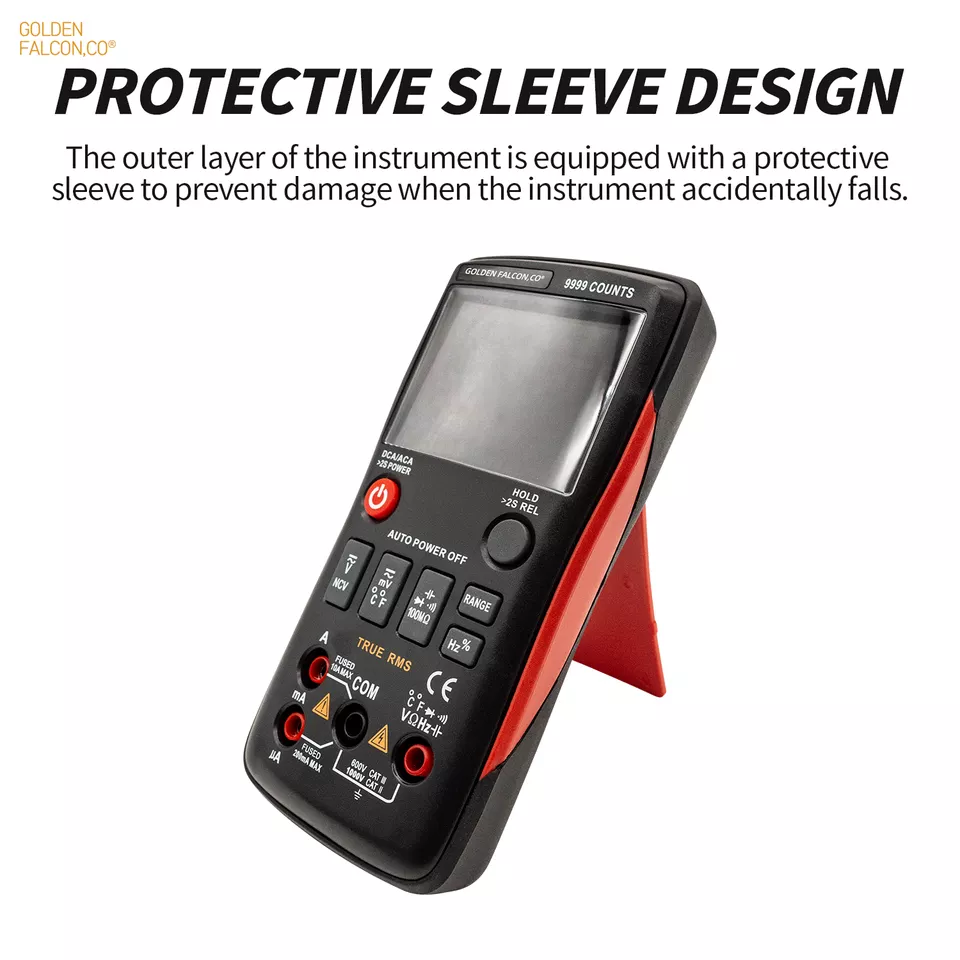 GOLDEN
FALCON,CO®
PROTECTIVE SLEEVE DESIGN
The outer layer of the instrument is equipped with a protective
sleeve to prevent damage when the instrument accidentally falls.
GOLDEN FALCON,CO®
9999 COUNTS
DCA/ACA
>2S POWER
HOLD
>2S REL
AUTO POWER OFF
V
NCV
mV
°C °F
100MΩ
RANGE
Hz%
TRUE RMS
A
FUSED
10A MAX
COM
CE
mA
°C °F
VΩHz
µA
FUSED
200mA MAX
600V CAT III
1000V CAT II